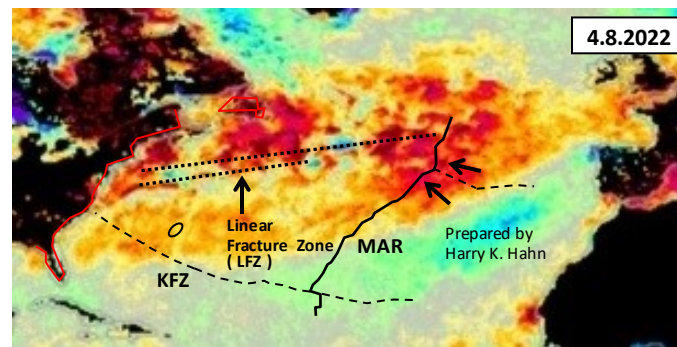 4.8.2022
Linear
Fracture Zone
( LFZ )
MAR
Prepared by
Harry K. Hahn
KFZ